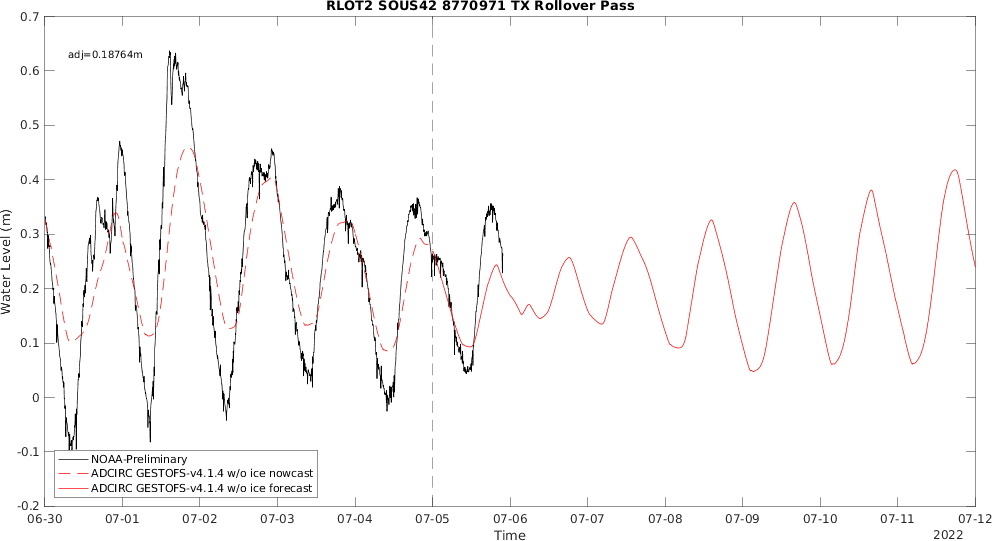 RLOT2 SOUS42 8770971 TX Rollover Pass
adj=0.18764m
0.7
0.6
0.5
0.4
0.3
0.2
0.1
0
-0.1
-0.2
Water Level (m)
NOAA-Preliminary
ADCIRC GESTOFS-v4.1.4 w/o ice nowcast
ADCIRC GESTOFS-v4.1.4 w/o ice forecast
06-30 07-01 07-02 07-03 07-04 07-05 07-06 07-07 07-08 07-09 07-10 07-11 07-12
Time
2022